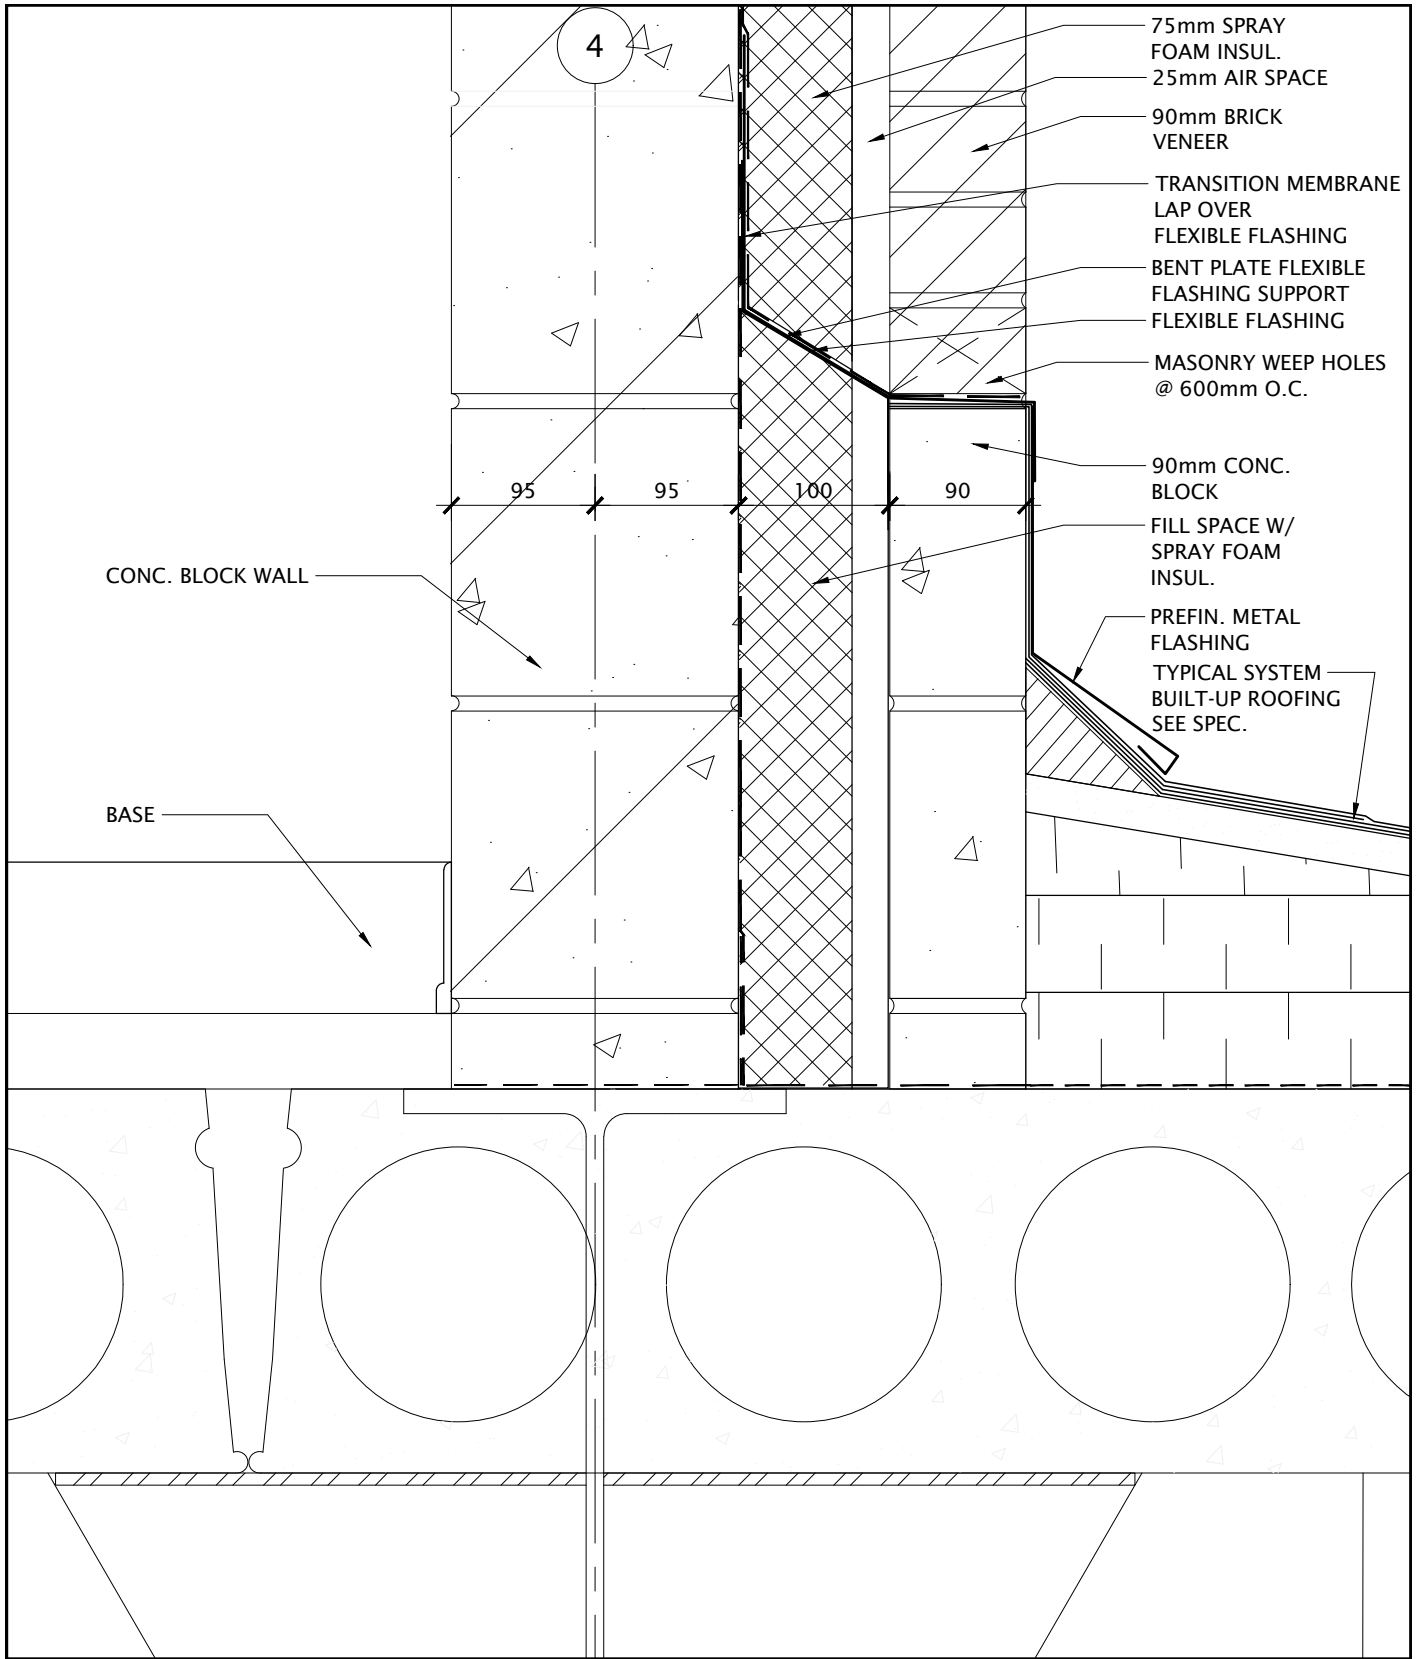 4
75mm SPRAY
FOAM INSUL.
25mm AIR SPACE
90mm BRICK
VENEER
TRANSITION MEMBRANE
LAP OVER
FLEXIBLE FLASHING
BENT PLATE FLEXIBLE
FLASHING SUPPORT
FLEXIBLE FLASHING
MASONRY WEEP HOLES
@ 600mm O.C.
90mm CONC.
BLOCK
95 95 100 90
FILL SPACE W/
SPRAY FOAM
INSUL.
CONC. BLOCK WALL
PREFIN. METAL
FLASHING
TYPICAL SYSTEM
BUILT-UP ROOFING
SEE SPEC.
BASE